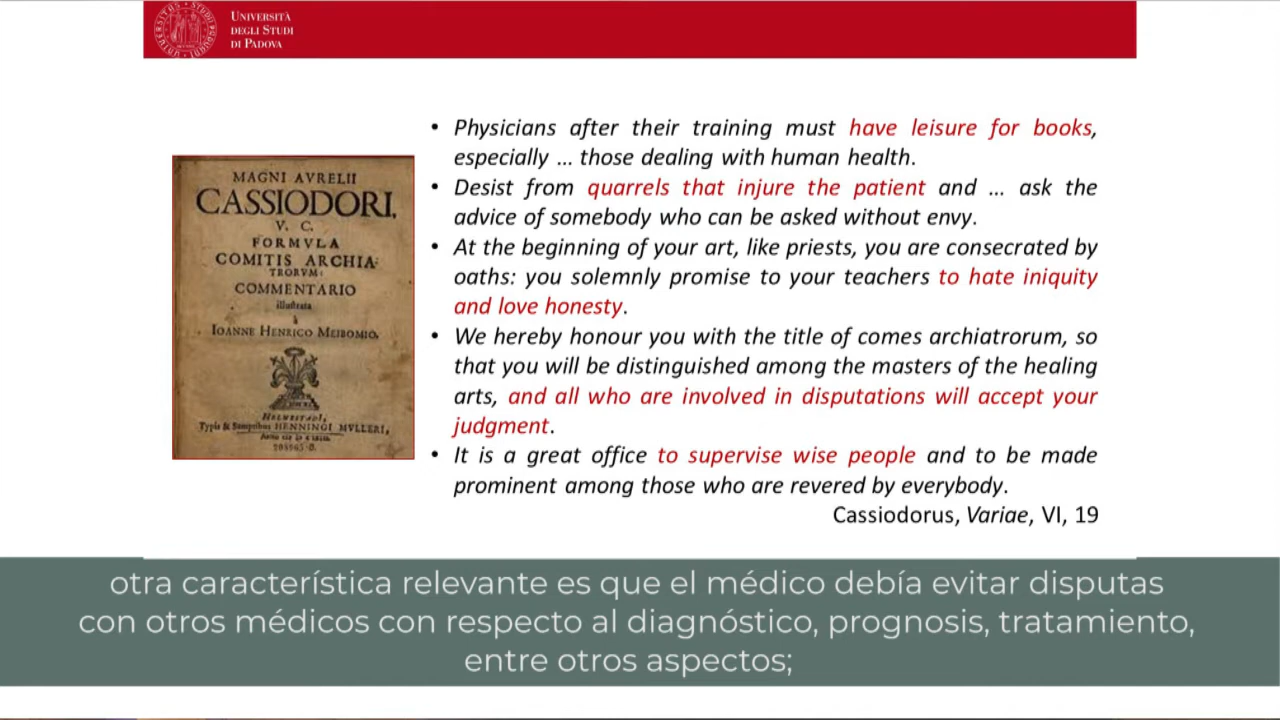 UNIVERSITÀ
DEGLI STUDI
DI PADOVA
MAGNI AVRELII
CASSIODORI,
V. C.
FORMVLA
COMITIS ARCHIA-
TRORVM:
COMMENTARIO
illustrata
à
IOANNE HENRICO MEIBOMIO.
HELMESTADI,
Typis & Sumptibus HENNINGI MVLLERI,
• Physicians after their training must have leisure for books,
especially … those dealing with human health.
• Desist from quarrels that injure the patient and … ask the
advice of somebody who can be asked without envy.
• At the beginning of your art, like priests, you are consecrated by
oaths: you solemnly promise to your teachers to hate iniquity
and love honesty.
• We hereby honour you with the title of comes archiatrorum, so
that you will be distinguished among the masters of the healing
arts, and all who are involved in disputations will accept your
judgment.
• It is a great office to supervise wise people and to be made
prominent among those who are revered by everybody.
Cassiodorus, Variae, VI, 19
otra característica relevante es que el médico debía evitar disputas
con otros médicos con respecto al diagnóstico, prognosis, tratamiento,
entre otros aspectos;